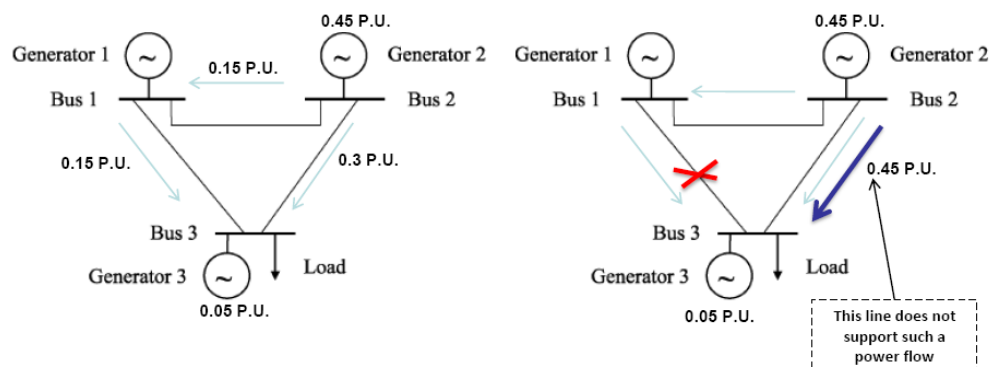 0.45 P.U.
Generator 1
~
~
Generator 2
0.15 P.U.
Bus 1
Bus 2
0.15 P.U.
0.3 P.U.
Bus 3
Load
Generator 3
~
0.05 P.U.
0.45 P.U.
Generator 1
~
~
Generator 2
Bus 1
Bus 2
0.45 P.U.
Bus 3
Load
Generator 3
~
0.05 P.U.
This line does not
support such a
power flow